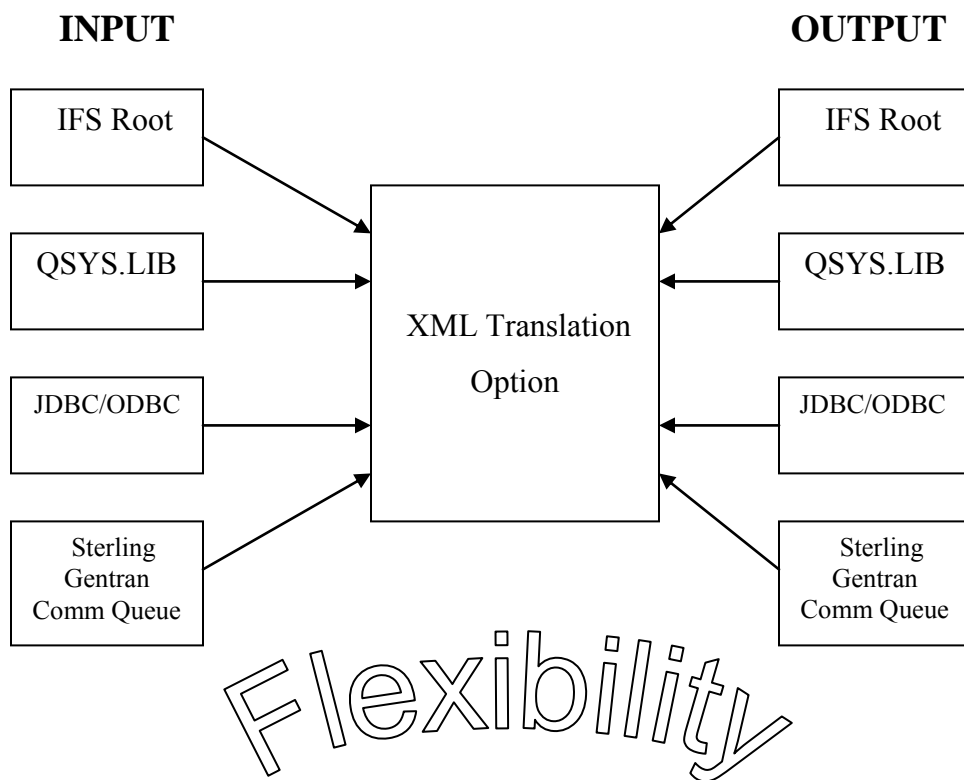 INPUT
OUTPUT
IFS Root
QSYS.LIB
JDBC/ODBC
Sterling
Gentran
Comm Queue
XML Translation
Option
IFS Root
QSYS.LIB
JDBC/ODBC
Sterling
Gentran
Comm Queue
Flexibility